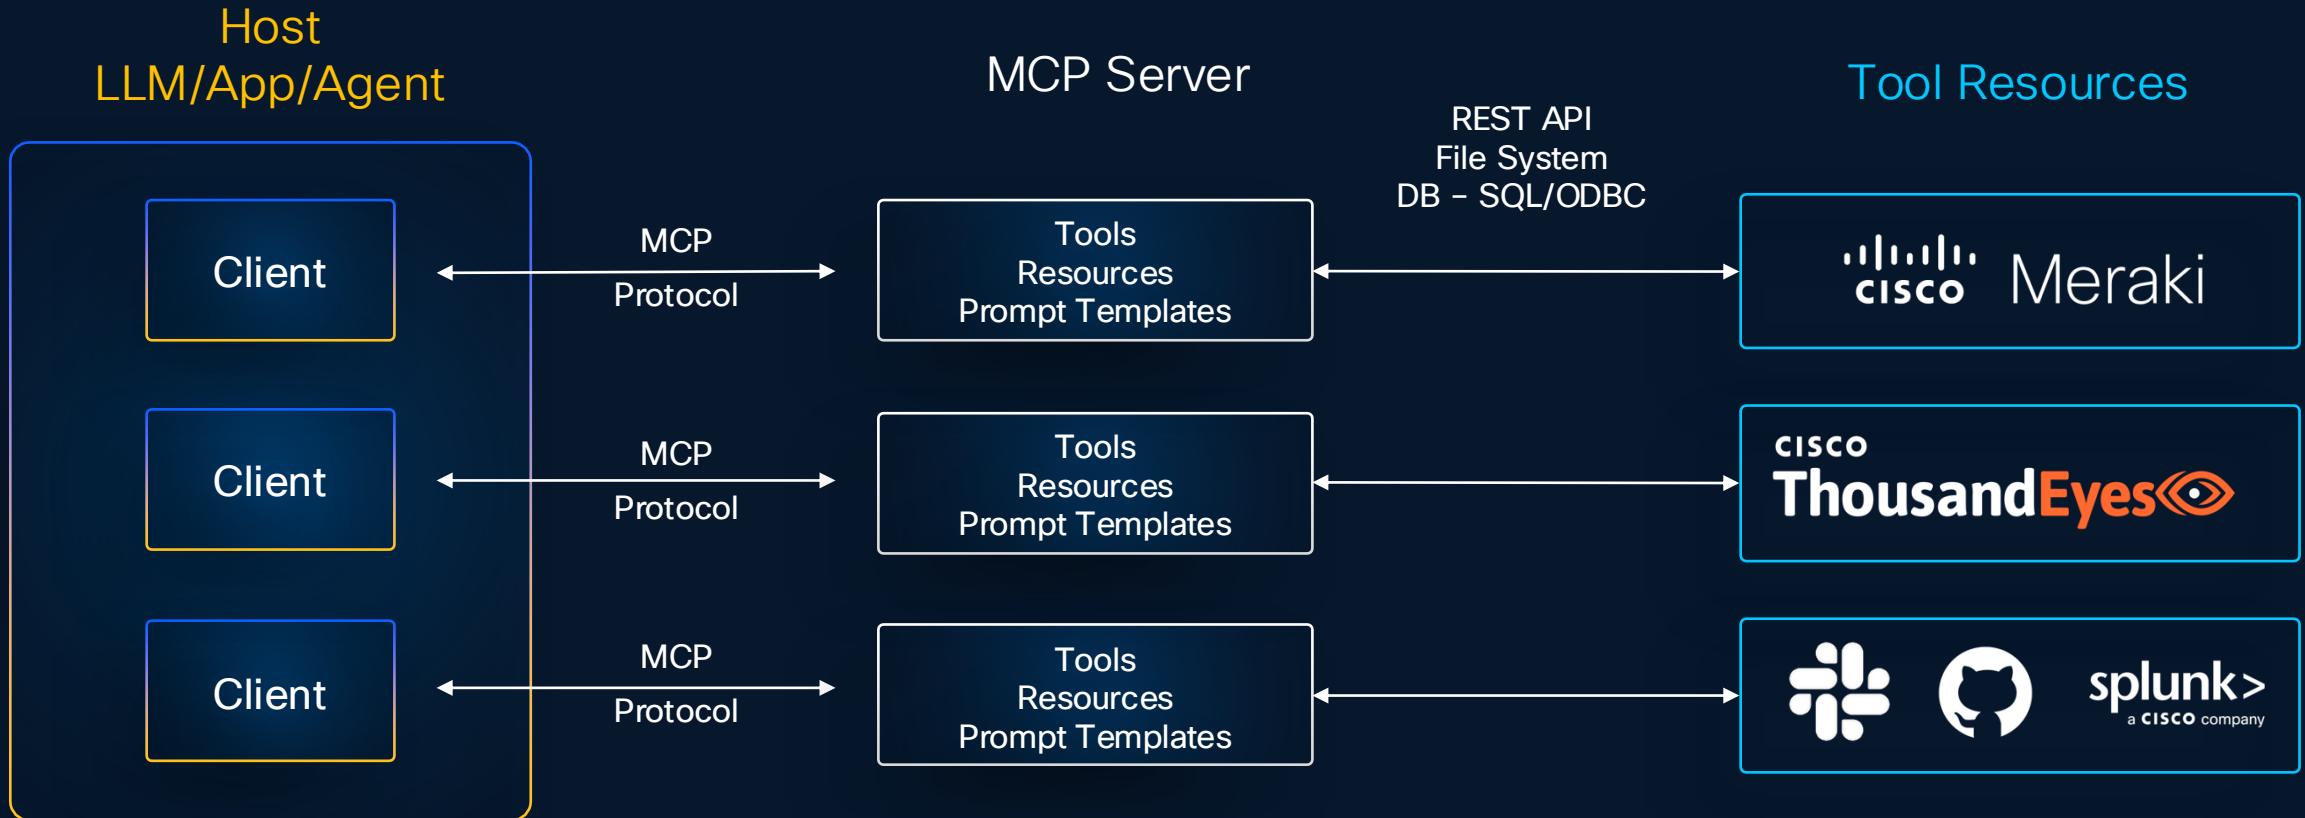 Host
LLM/App/Agent
MCP Server
Tool Resources
REST API
File System
DB – SQL/ODBC
Client
MCP
Protocol
Tools
Resources
Prompt Templates
CISCO Meraki
Client
MCP
Protocol
Tools
Resources
Prompt Templates
CISCO
ThousandEyes
Client
MCP
Protocol
Tools
Resources
Prompt Templates
splunk>
a CISCO company